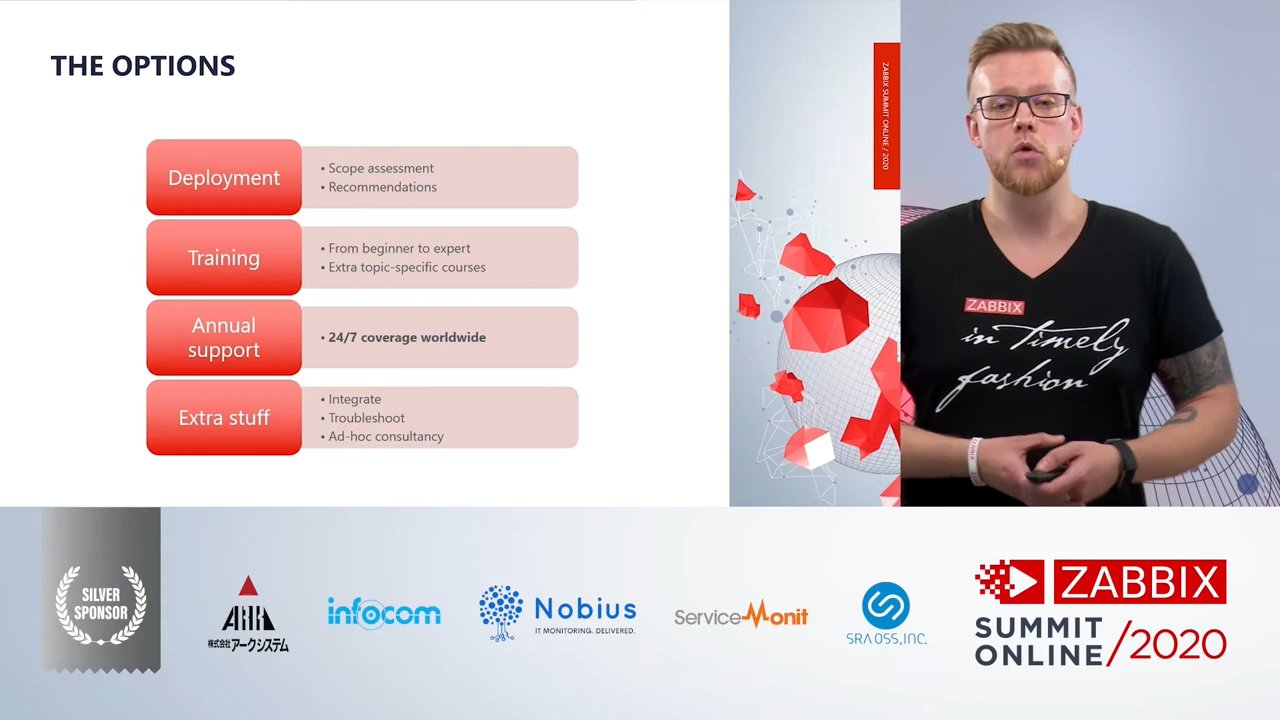 THE OPTIONS
Deployment
• Scope assessment
• Recommendations
Training
• From beginner to expert
• Extra topic-specific courses
Annual
support
• 24/7 coverage worldwide
Extra stuff
• Integrate
• Troubleshoot
• Ad-hoc consultancy
ZABBIX SUMMIT ONLINE / 2020
ZABBIX
in timely
fashion
ZABBIX
SILVER
SPONSOR
ARK
株式会社アークシステム
infocom
Nobius
IT MONITORING. DELIVERED.
ServiceMonit
SRA OSS, INC.
ZABBIX
SUMMIT
ONLINE
/2020